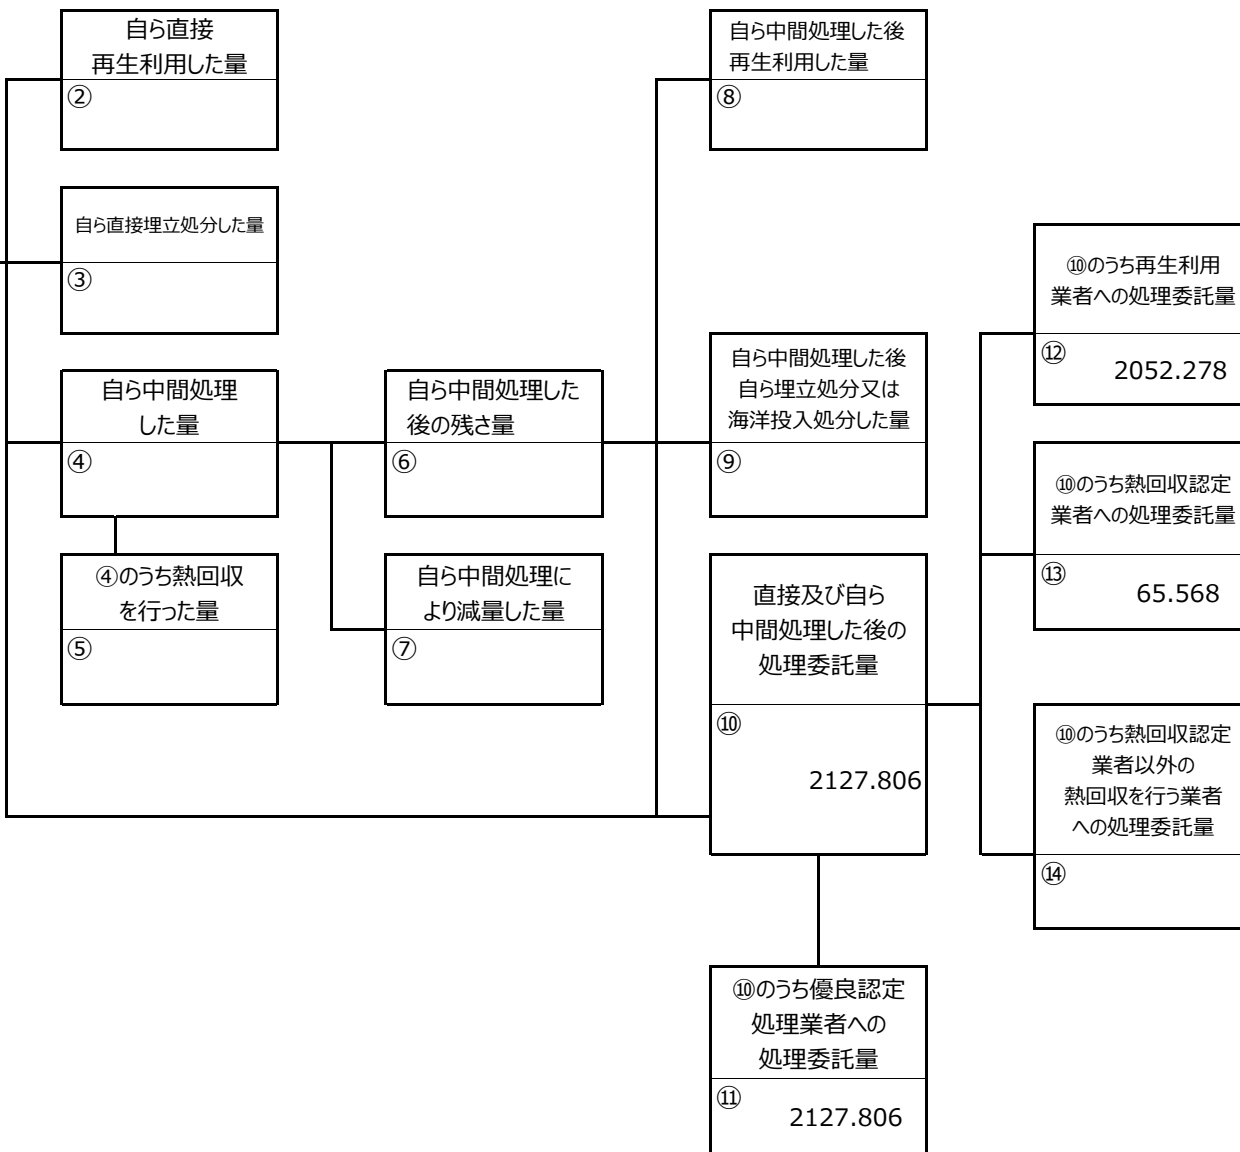 自ら直接
再生利用した量
②
自ら直接埋立処分した量
③
自ら中間処理
した量
④
④のうち熱回収
を行った量
⑤
自ら中間処理した
後の残さ量
⑥
自ら中間処理に
より減量した量
⑦
自ら中間処理した後
再生利用した量
⑧
自ら中間処理した後
自ら埋立処分又は
海洋投入処分した量
⑨
直接及び自ら
中間処理した後の
処理委託量
⑩
2127.806
⑩のうち優良認定
処理業者への
処理委託量
⑪
2127.806
⑩のうち再生利用
業者への処理委託量
⑫
2052.278
⑩のうち熱回収認定
業者への処理委託量
⑬
65.568
⑩のうち熱回収認定
業者以外の
熱回収を行う業者
への処理委託量
⑭